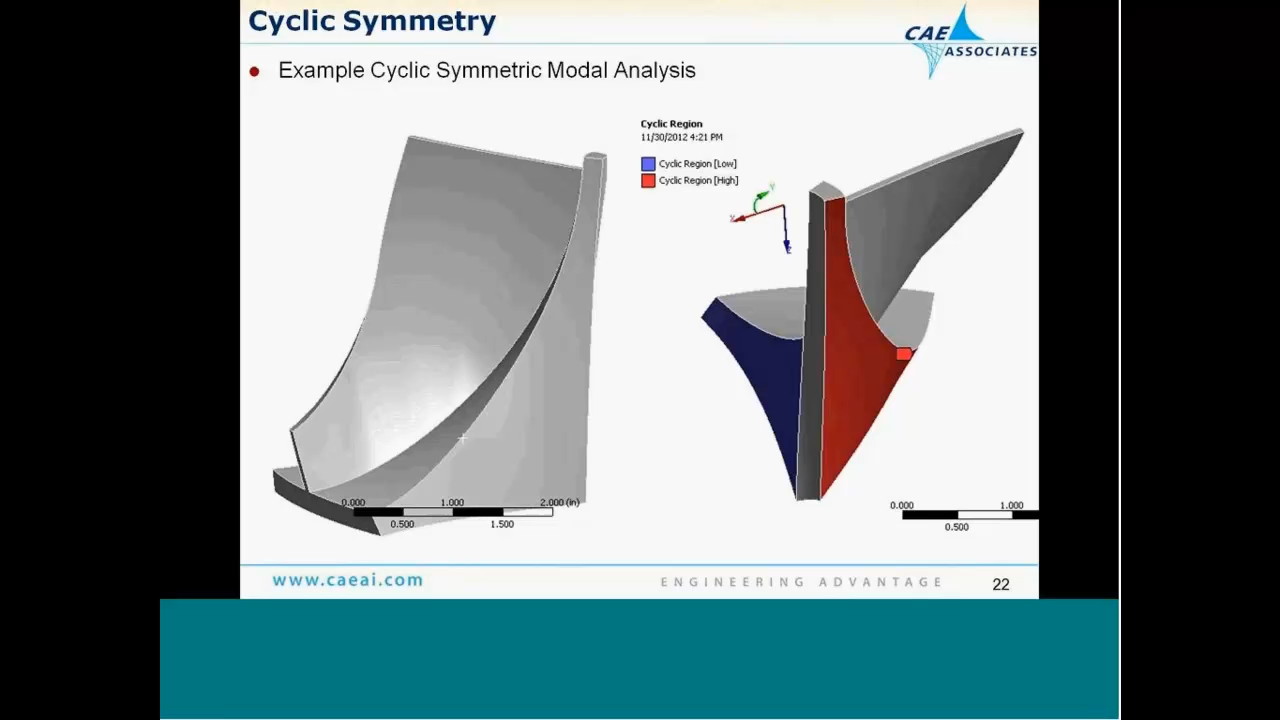 Cyclic Symmetry
CAE
ASSOCIATES
Example Cyclic Symmetric Modal Analysis
Cyclic Region
11/30/2012 4:21 PM
Cyclic Region [Low]
Cyclic Region [High]
Y
X
Z
0.000 1.000 2.000 (in)
0.500 1.500
0.000 1.000
0.500
www.caeai.com
ENGINEERING ADVANTAGE
22